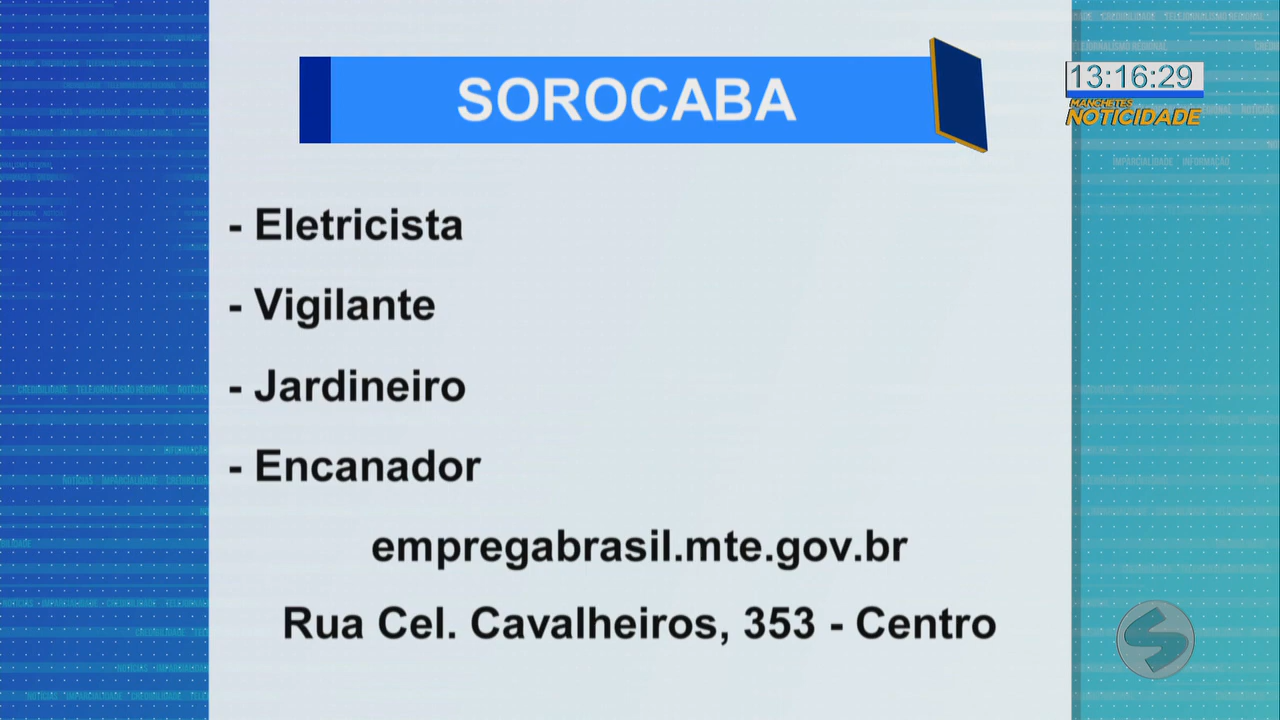 SOROCABA
13:16:29
MANCHETES
NOTICIDADE
- Eletricista
- Vigilante
- Jardineiro
- Encanador
empregabrasil.mte.gov.br
Rua Cel. Cavalheiros, 353 - Centro